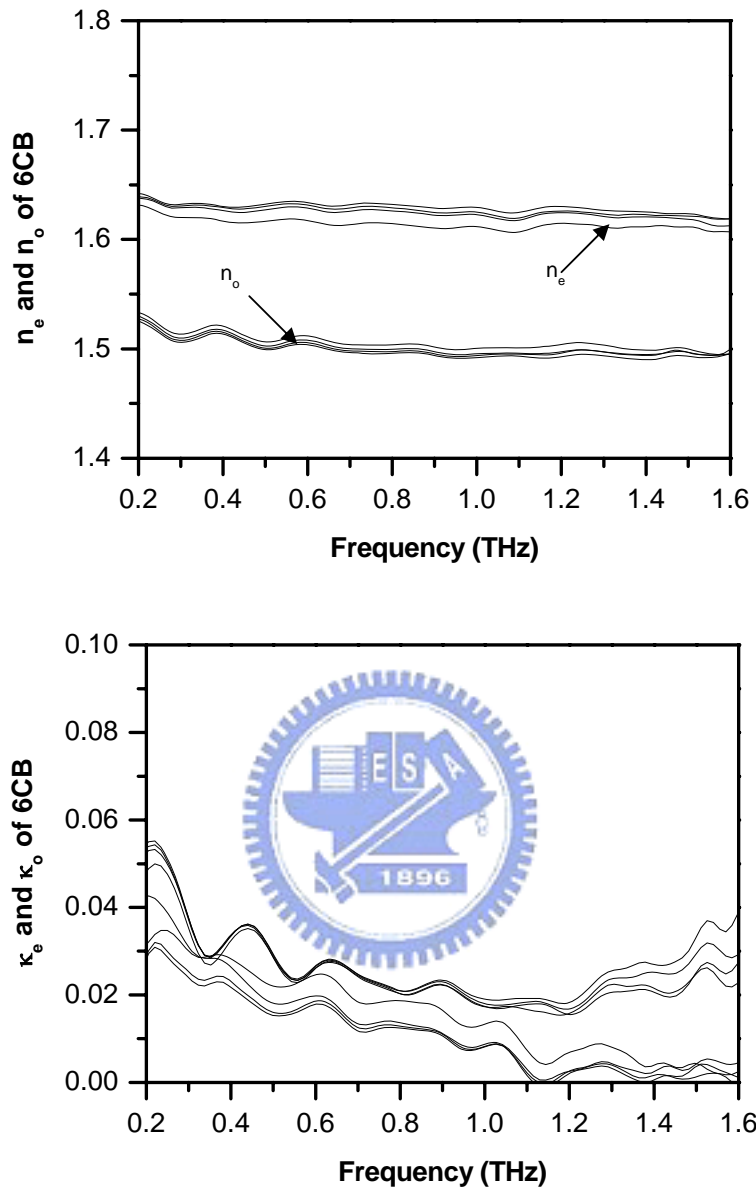 1.8
1.7
1.6
1.5
1.4
nₑ and nₒ of 6CB
nₒ
nₑ
0.2 0.4 0.6 0.8 1.0 1.2 1.4 1.6
Frequency (THz)
0.10
0.08
0.06
0.04
0.02
0.00
κₑ and κₒ of 6CB
E S A
1896
0.2 0.4 0.6 0.8 1.0 1.2 1.4 1.6
Frequency (THz)